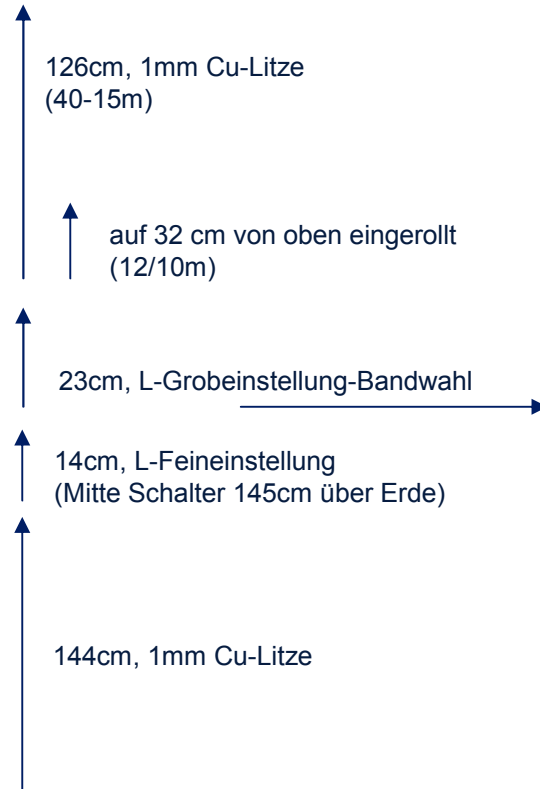 126cm, 1mm Cu-Litze
(40-15m)
auf 32 cm von oben eingerollt
(12/10m)
23cm, L-Grobeinstellung-Bandwahl
14cm, L-Feineinstellung
(Mitte Schalter 145cm über Erde)
144cm, 1mm Cu-Litze